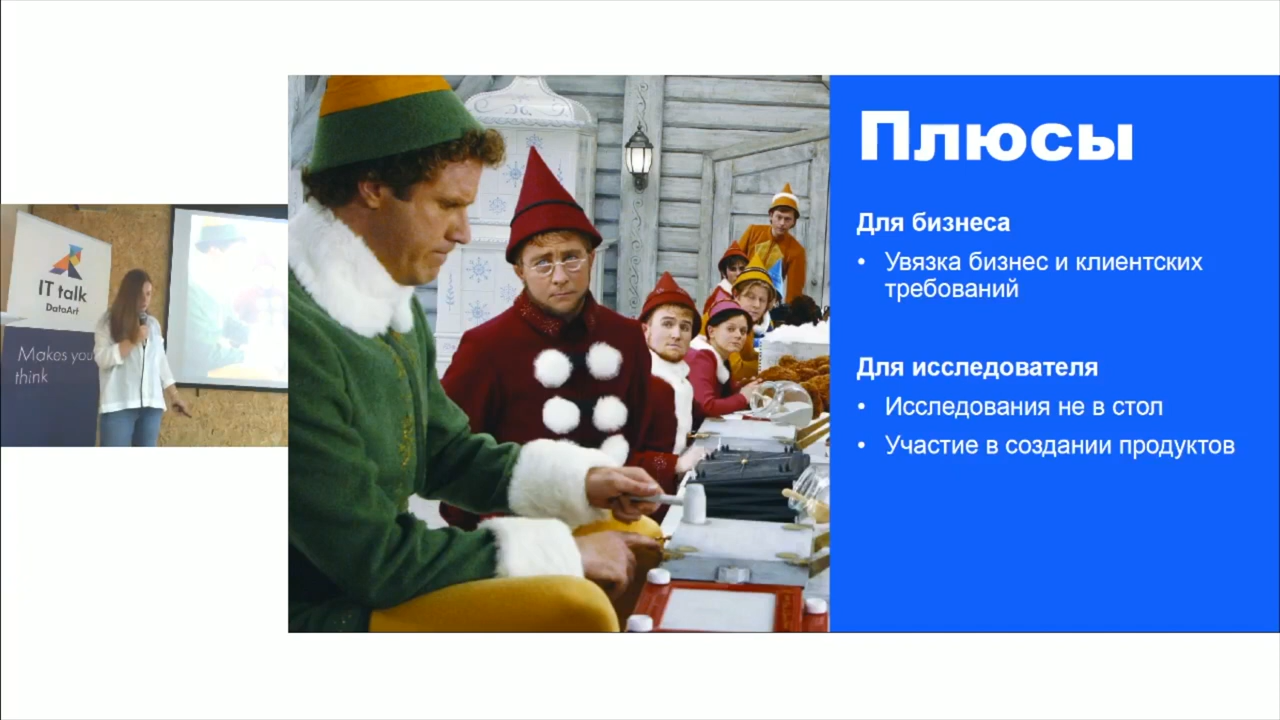 IT talk
DataArt
Makes you
think
Плюсы
Для бизнеса
• Увязка бизнес и клиентских
требований
Для исследователя
• Исследования не в стол
• Участие в создании продуктов